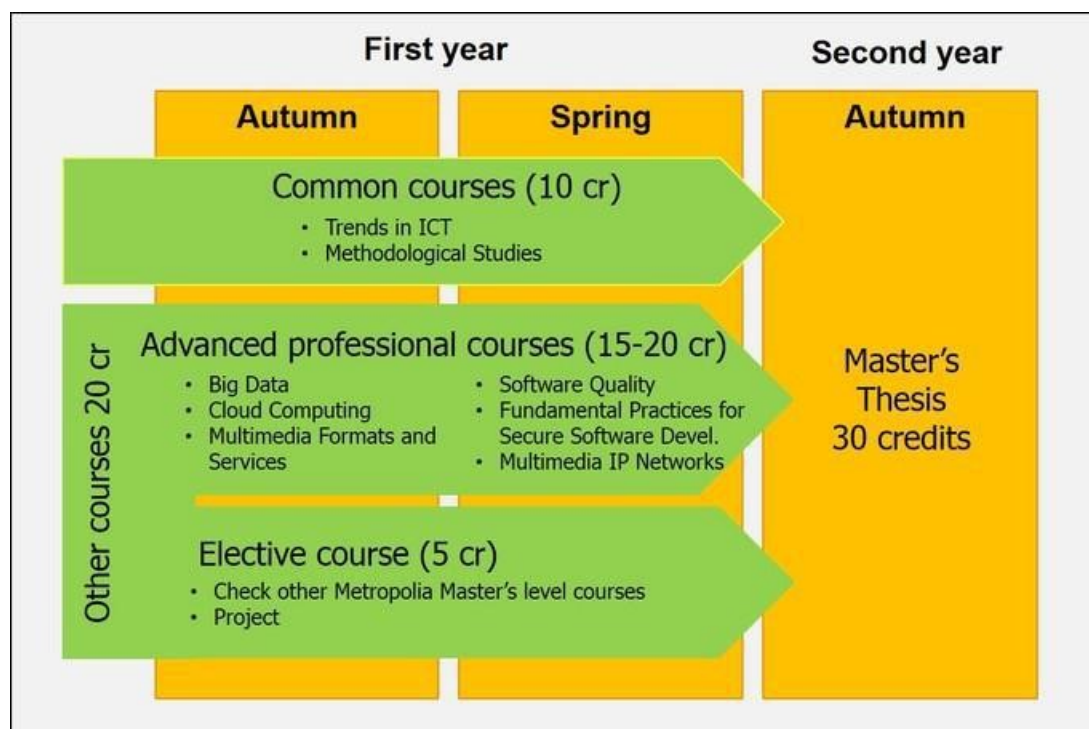 First year
Second year
Autumn
Spring
Autumn
Common courses (10 cr)
• Trends in ICT
• Methodological Studies
Other courses 20 cr
Advanced professional courses (15-20 cr)
• Big Data
• Cloud Computing
• Multimedia Formats and
Services
• Software Quality
• Fundamental Practices for
Secure Software Devel.
• Multimedia IP Networks
Elective course (5 cr)
• Check other Metropolia Master's level courses
• Project
Master's
Thesis
30 credits